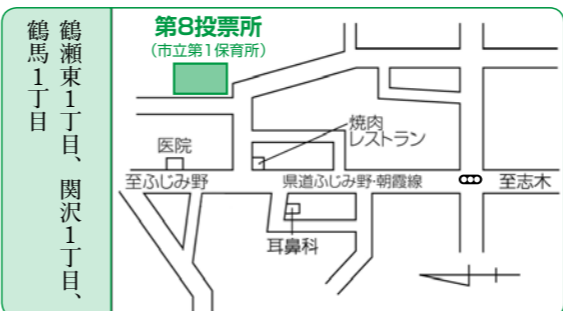 鶴瀬東1丁目、関沢1丁目、
鶴馬1丁目
第8投票所
(市立第1保育所)
焼肉
レストラン
医院
至ふじみ野
県道ふじみ野・朝霞線
至志木
耳鼻科